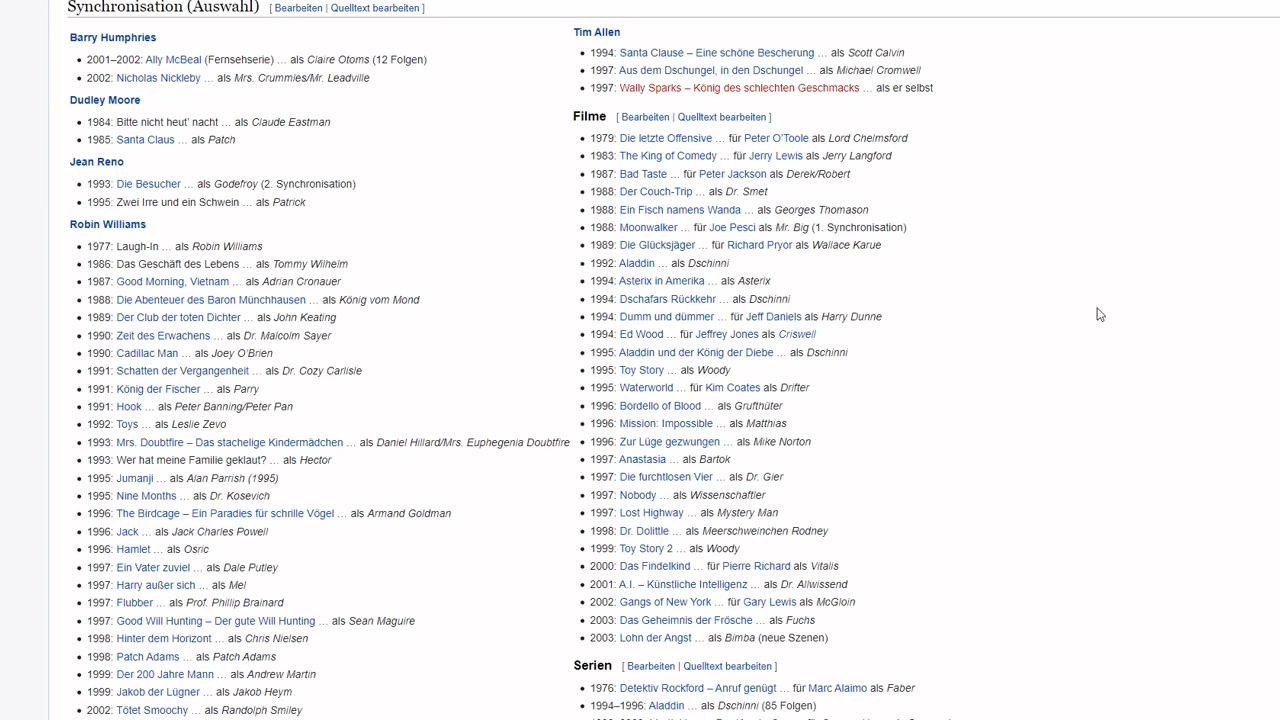 Synchronisation (Auswahl) [ Bearbeiten | Quelltext bearbeiten ]
Barry Humphries
2001–2002: Ally McBeal (Fernsehserie) … als Claire Otoms (12 Folgen)
2002: Nicholas Nickleby … als Mrs. Crummles/Mr. Leadville
Dudley Moore
1984: Bitte nicht heut' nacht … als Claude Eastman
1985: Santa Claus … als Patch
Jean Reno
1993: Die Besucher … als Godefroy (2. Synchronisation)
1995: Zwei Irre und ein Schwein … als Patrick
Robin Williams
1977: Laugh-In … als Robin Williams
1986: Das Geschäft des Lebens … als Tommy Wilhelm
1987: Good Morning, Vietnam … als Adrian Cronauer
1988: Die Abenteuer des Baron Münchhausen … als König vom Mond
1989: Der Club der toten Dichter … als John Keating
1990: Zeit des Erwachens … als Dr. Malcolm Sayer
1990: Cadillac Man … als Joey O'Brien
1991: Schatten der Vergangenheit … als Dr. Cozy Carlisle
1991: König der Fischer … als Parry
1991: Hook … als Peter Banning/Peter Pan
1992: Toys … als Leslie Zevo
1993: Mrs. Doubtfire – Das stachelige Kindermädchen … als Daniel Hillard/Mrs. Euphegenia Doubtfire
1993: Wer hat meine Familie geklaut? … als Hector
1995: Jumanji … als Alan Parrish (1995)
1995: Nine Months … als Dr. Kosevich
1996: The Birdcage – Ein Paradies für schrille Vögel … als Armand Goldman
1996: Jack … als Jack Charles Powell
1996: Hamlet … als Osric
1997: Ein Vater zuviel … als Dale Putley
1997: Harry außer sich … als Mel
1997: Flubber … als Prof. Phillip Brainard
1997: Good Will Hunting – Der gute Will Hunting … als Sean Maguire
1998: Hinter dem Horizont … als Chris Nielsen
1998: Patch Adams … als Patch Adams
1999: Der 200 Jahre Mann … als Andrew Martin
1999: Jakob der Lügner … als Jakob Heym
2002: Tötet Smoochy … als Randolph Smiley
Tim Allen
1994: Santa Clause – Eine schöne Bescherung … als Scott Calvin
1997: Aus dem Dschungel, in den Dschungel … als Michael Cromwell
1997: Wally Sparks – König des schlechten Geschmacks … als er selbst
Filme [ Bearbeiten | Quelltext bearbeiten ]
1979: Die letzte Offensive … für Peter O'Toole als Lord Chelmsford
1983: The King of Comedy … für Jerry Lewis als Jerry Langford
1987: Bad Taste … für Peter Jackson als Derek/Robert
1988: Der Couch-Trip … als Dr. Smet
1988: Ein Fisch namens Wanda … als Georges Thomason
1988: Moonwalker … für Joe Pesci als Mr. Big (1. Synchronisation)
1989: Die Glücksjäger … für Richard Pryor als Wallace Karue
1992: Aladdin … als Dschinni
1994: Asterix in Amerika … als Asterix
1994: Dschafars Rückkehr … als Dschinni
1994: Dumm und dümmer … für Jeff Daniels als Harry Dunne
1994: Ed Wood … für Jeffrey Jones als Criswell
1995: Aladdin und der König der Diebe … als Dschinni
1995: Toy Story … als Woody
1995: Waterworld … für Kim Coates als Drifter
1996: Bordello of Blood … als Grufthüter
1996: Mission: Impossible … als Matthias
1996: Zur Lüge gezwungen … als Mike Norton
1997: Anastasia … als Bartok
1997: Die furchtlosen Vier … als Dr. Gier
1997: Nobody … als Wissenschaftler
1997: Lost Highway … als Mystery Man
1998: Dr. Dolittle … als Meerschweinchen Rodney
1999: Toy Story 2 … als Woody
2000: Das Findelkind … für Pierre Richard als Vitalis
2001: A.I. – Künstliche Intelligenz … als Dr. Allwissend
2002: Gangs of New York … für Gary Lewis als McGloin
2003: Das Geheimnis der Frösche … als Fuchs
2003: Lohn der Angst … als Bimba (neue Szenen)
Serien [ Bearbeiten | Quelltext bearbeiten ]
1976: Detektiv Rockford – Anruf genügt … für Marc Alaimo als Faber
1994–1996: Aladdin … als Dschinni (85 Folgen)